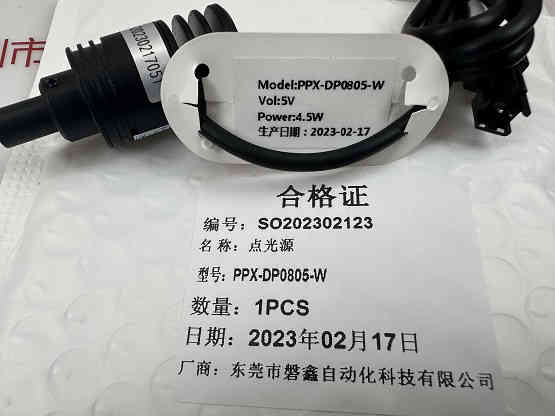 2023021705
Model:PPX-DP0805-W
Vol:5V
Power:4.5W
生产日期：2023-02-17
合格证
编号：SO202302123
名称：点光源
型号：PPX-DP0805-W
数量：1PCS
日期：2023年02月17日
厂商：东莞市磐鑫自动化科技有限公司